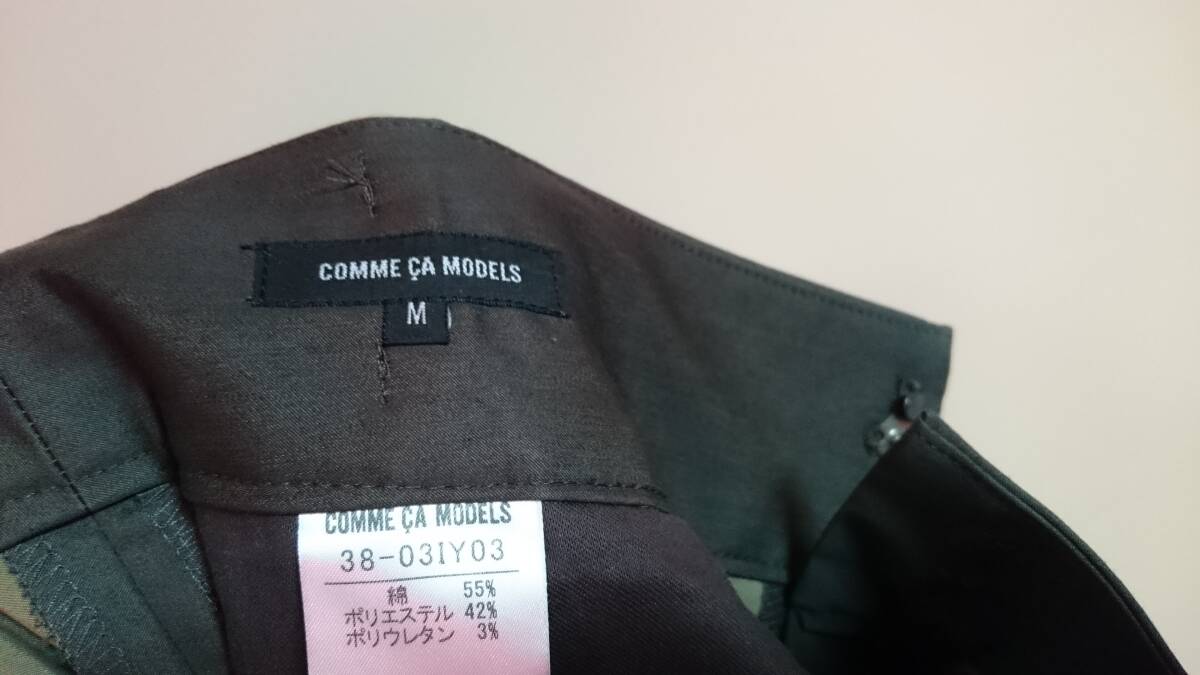 COMME ÇA MODELS
M
COMME ÇA MODELS
38-03IY03
綿 55%
ポリエステル 42%
ポリウレタン 3%